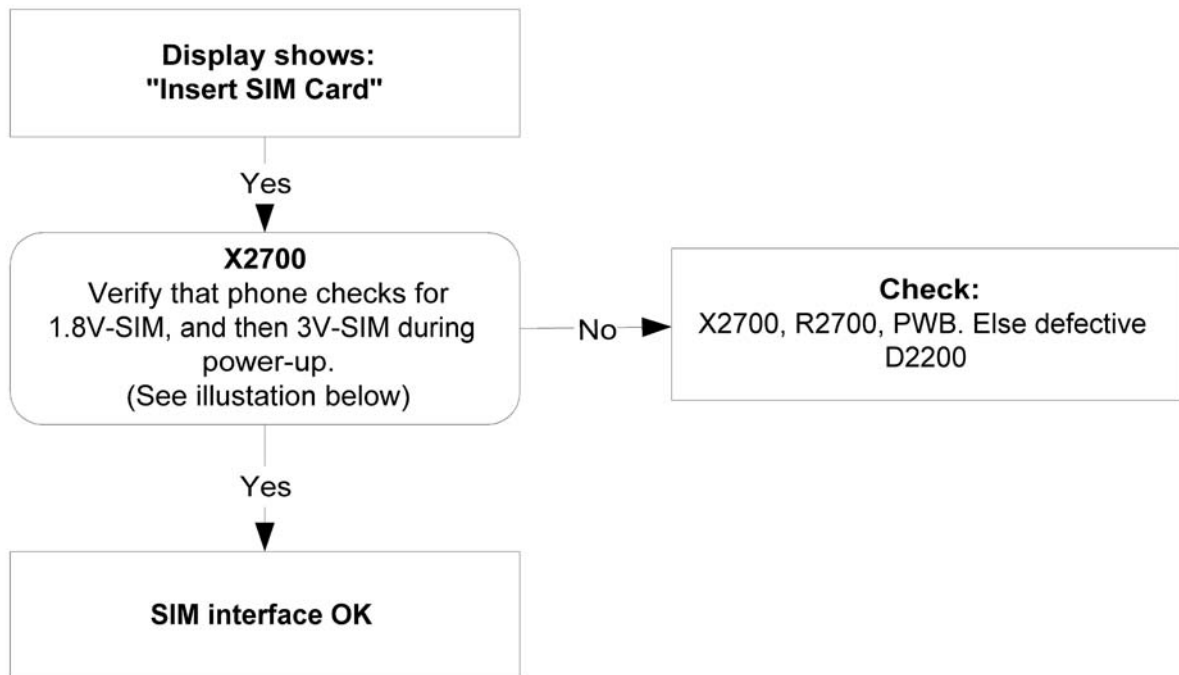 Display shows:
"Insert SIM Card"
Yes
X2700
Verify that phone checks for
1.8V-SIM, and then 3V-SIM during
power-up.
(See illustation below)
No
Check:
X2700, R2700, PWB. Else defective
D2200
Yes
SIM interface OK